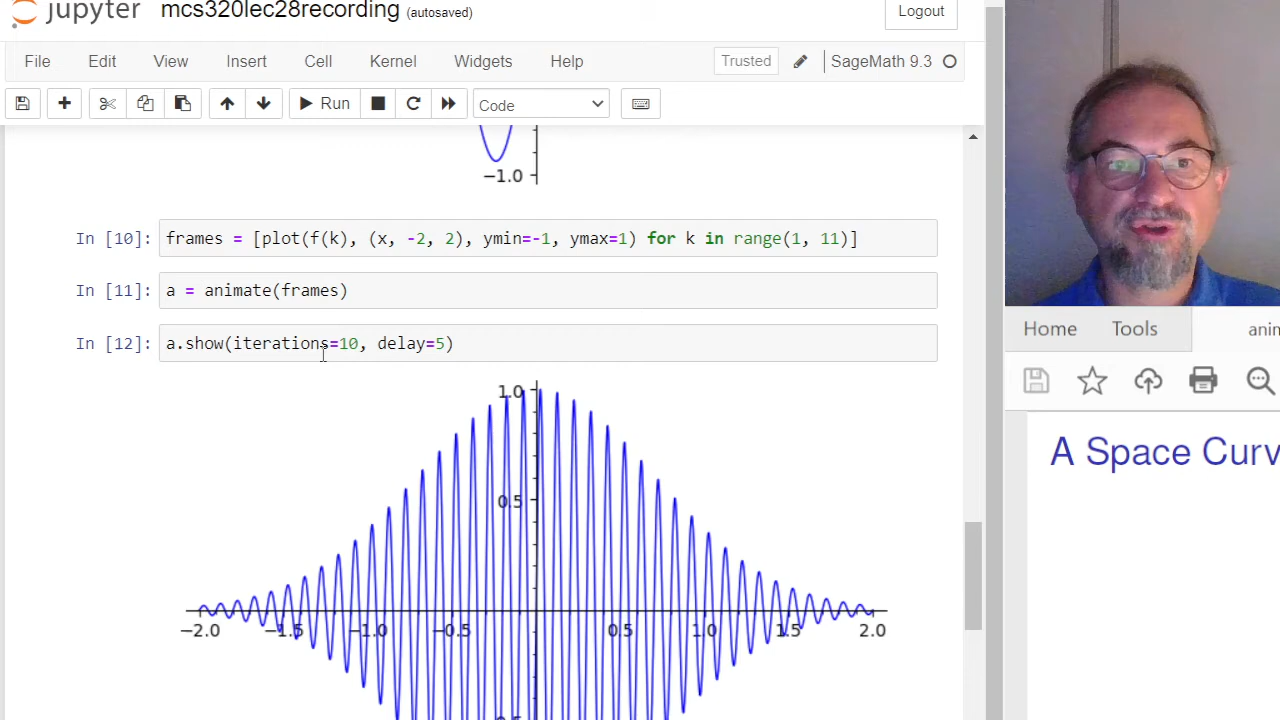 jupyter mcs320lec28recording (autosaved)
Logout
File Edit View Insert Cell Kernel Widgets Help
Trusted
SageMath 9.3
Run
Code
−1.0
In [10]: frames = [plot(f(k), (x, -2, 2), ymin=-1, ymax=1) for k in range(1, 11)]
In [11]: a = animate(frames)
In [12]: a.show(iterations=10, delay=5)
1.0
0.5
−2.0 −1.5 −1.0 −0.5 0.5 1.0 1.5 2.0
Home Tools
A Space Curv